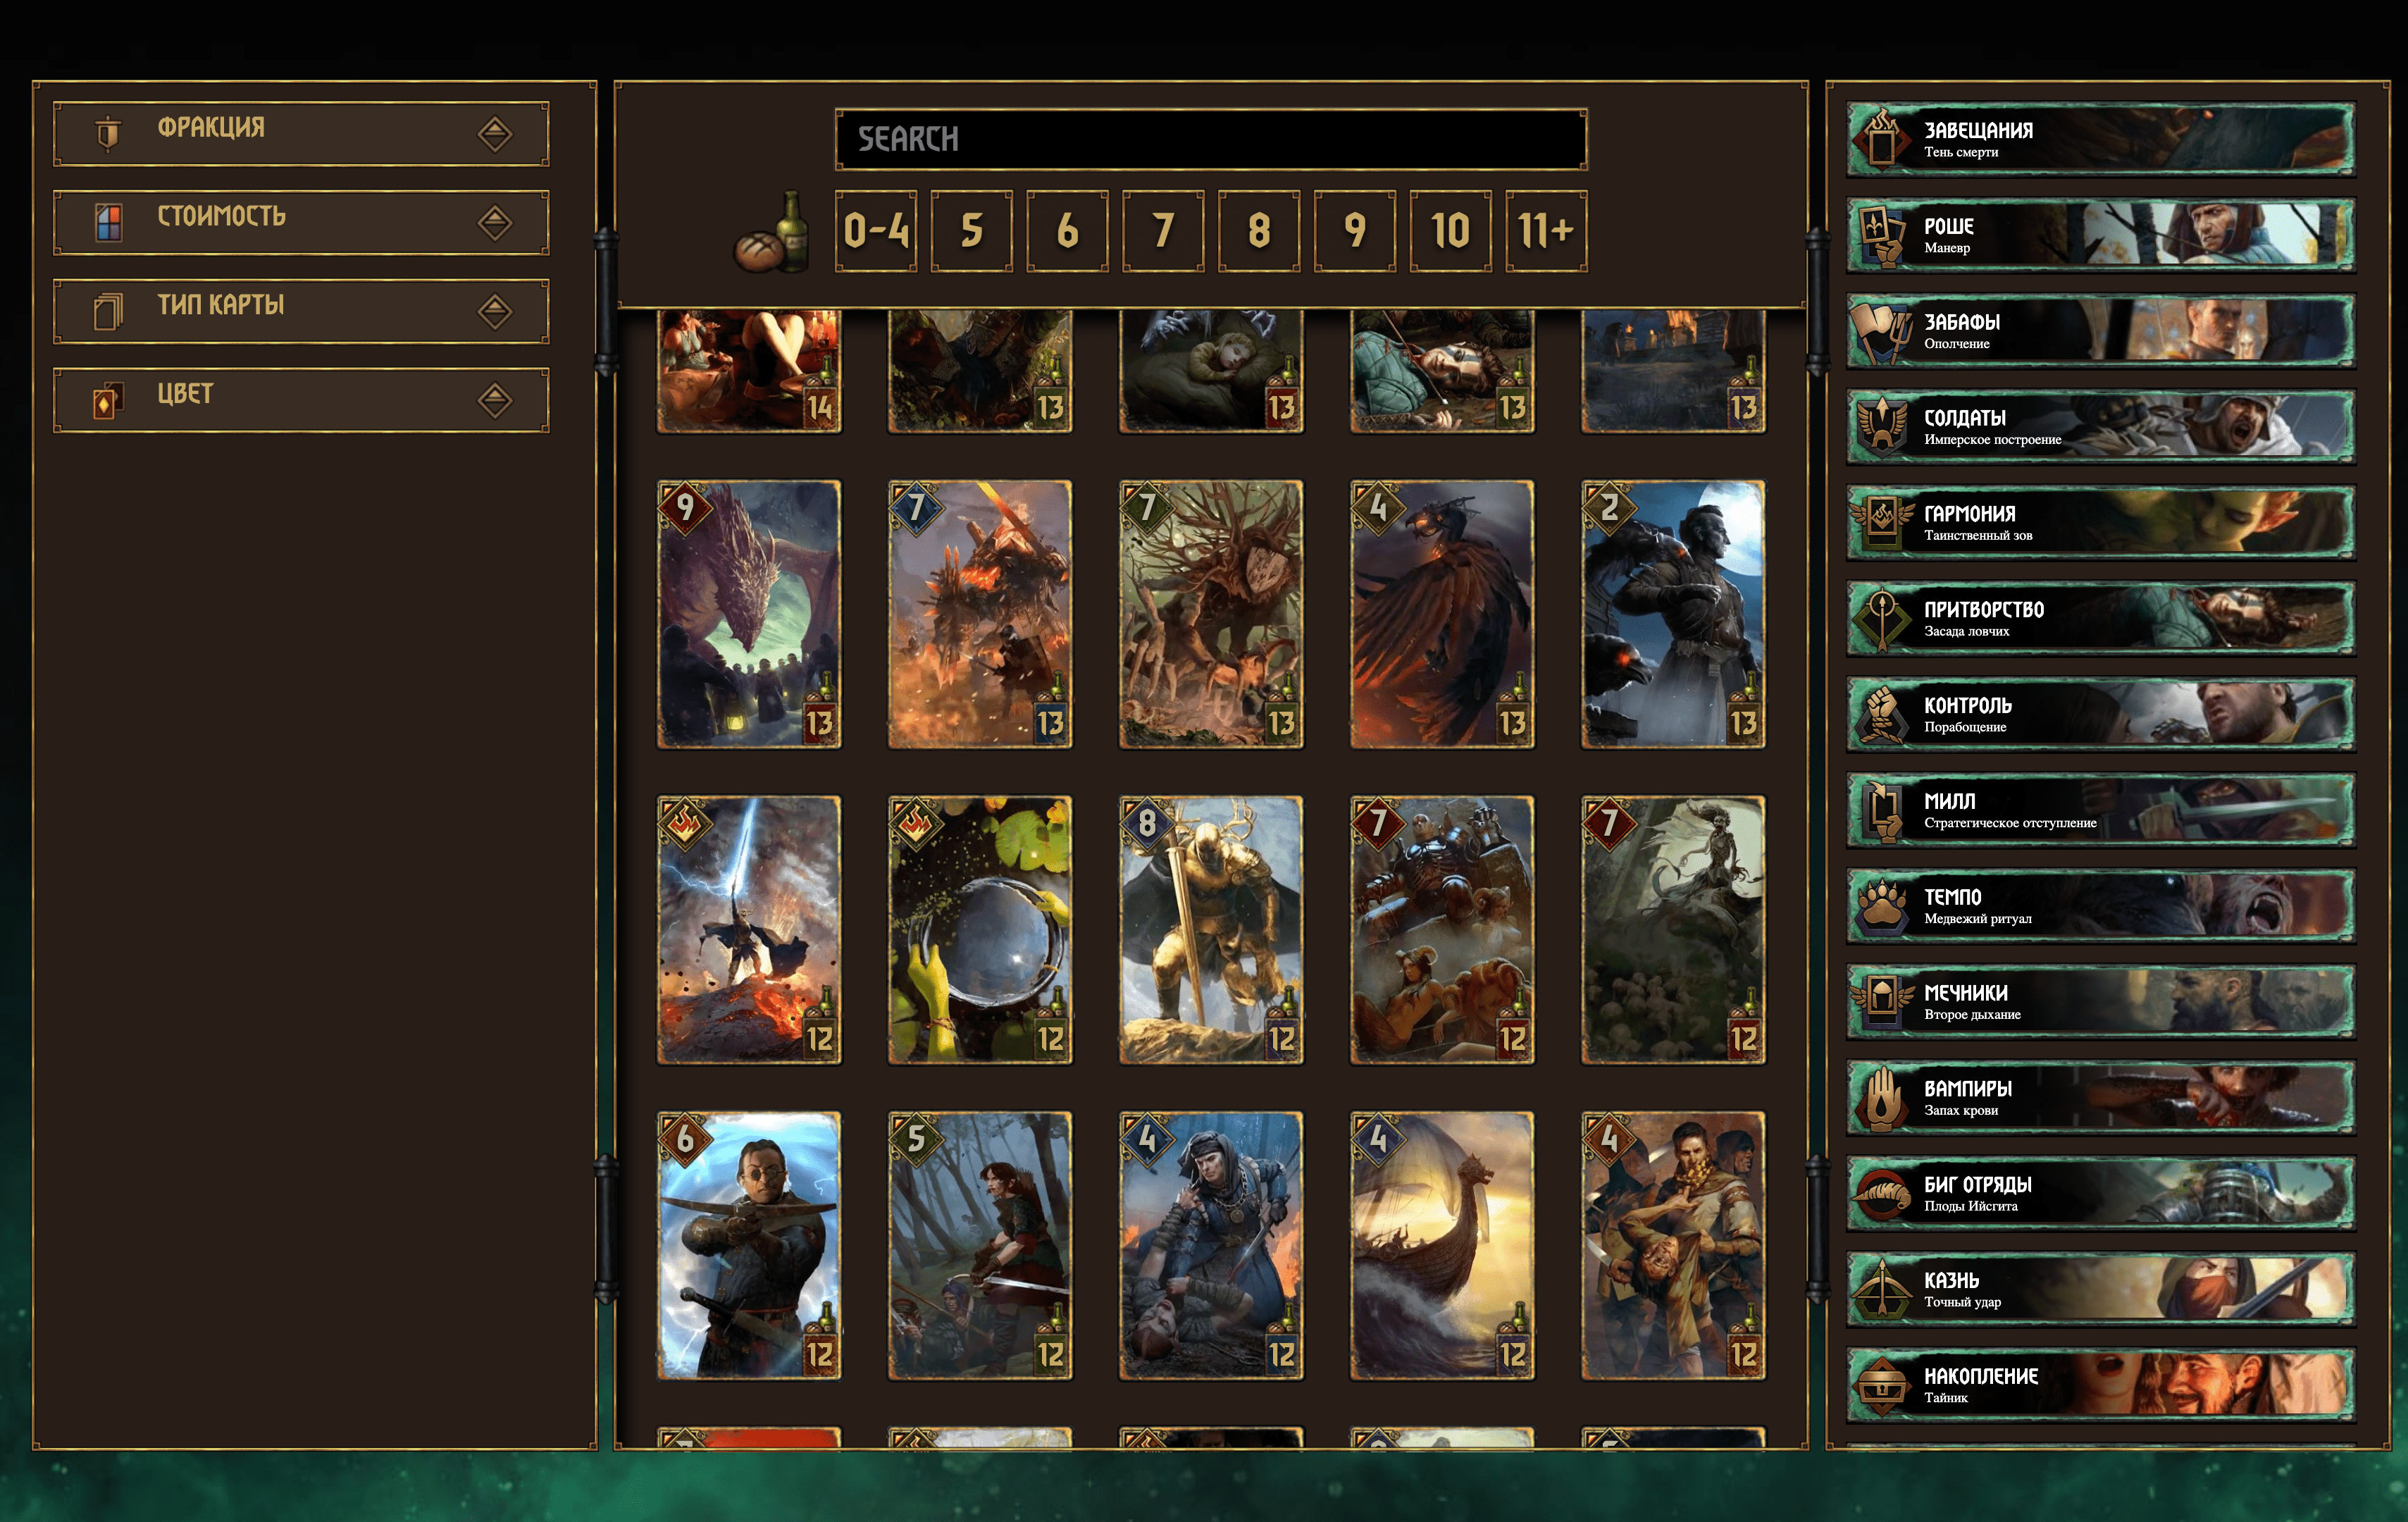 ФРАКЦИЯ
СТОИМОСТЬ
ТИП КАРТЫ
ЦВЕТ
SEARCH
0-4 5 6 7 8 9 10 11+
14 13 13 13 13
9 7 7 4 2
13 13 13 13 13
8 7 7
12 12 12 12 12
6 5 4 4 4
12 12 12 12 12
ЗАВЕЩАНИЯ
Тень смерти
РОШЕ
Маневр
ЗАБАФЫ
Ополчение
СОЛДАТЫ
Имперское построение
ГАРМОНИЯ
Таинственный зов
ПРИТВОРСТВО
Засада ловчих
КОНТРОЛЬ
Порабощение
МИЛЛ
Стратегическое отступление
ТЕМПО
Медвежий ритуал
МЕЧНИКИ
Второе дыхание
ВАМПИРЫ
Запах крови
БИГ ОТРЯДЫ
Плоды Ийсгита
КАЗНЬ
Точный удар
НАКОПЛЕНИЕ
Тайник